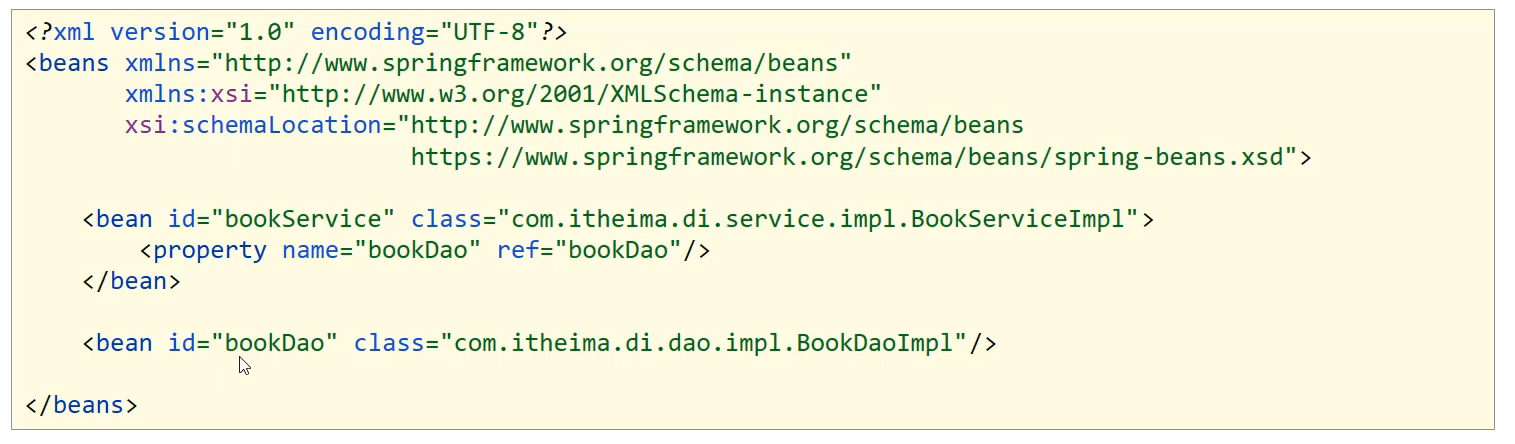 <?xml version="1.0" encoding="UTF-8"?>
<beans xmlns="http://www.springframework.org/schema/beans"
       xmlns:xsi="http://www.w3.org/2001/XMLSchema-instance"
       xsi:schemaLocation="http://www.springframework.org/schema/beans
                           https://www.springframework.org/schema/beans/spring-beans.xsd">
    <bean id="bookService" class="com.itheima.di.service.impl.BookServiceImpl">
        <property name="bookDao" ref="bookDao"/>
    </bean>
    <bean id="bookDao" class="com.itheima.di.dao.impl.BookDaoImpl"/>
</beans>